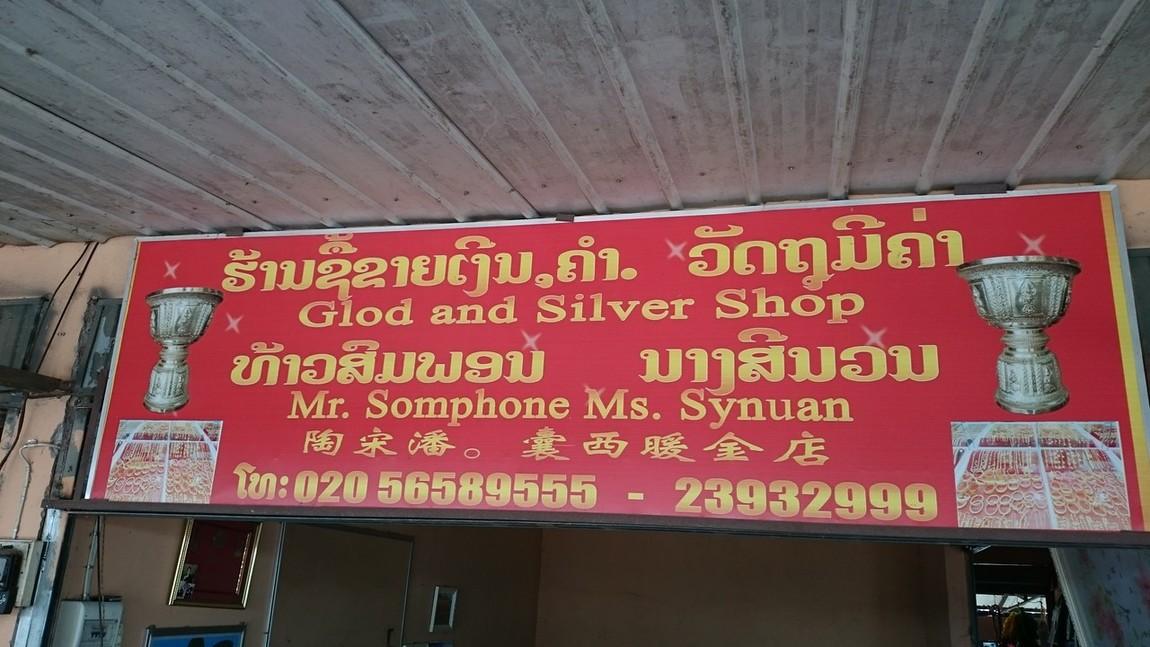 ຮ້ານຊື້ຂາຍເງິນ,ຄຳ. ວັດຖຸມີຄ່າ
Glod and Silver Shop
ທ້າວສົມພອນ ນາງສີນວນ
Mr. Somphone Ms. Synuan
陶宋潘。囊西暖金店
ໂທ: 020 56589555 - 23932999